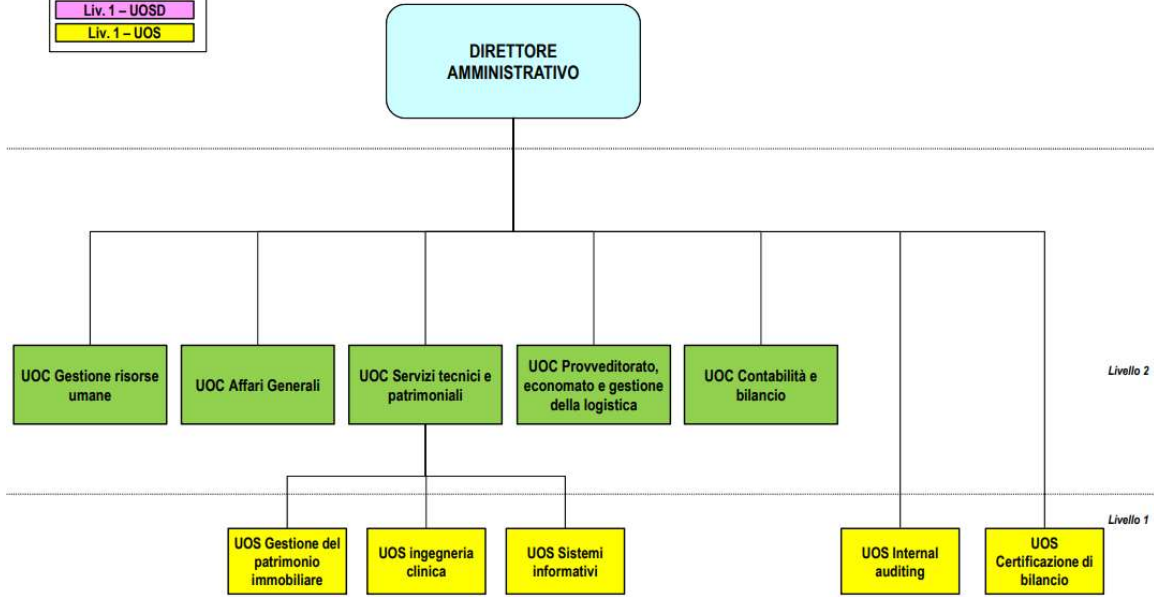 Liv. 1 – UOSD
Liv. 1 – UOS
DIRETTORE
AMMINISTRATIVO
UOC Gestione risorse
umane
UOC Affari Generali
UOC Servizi tecnici e
patrimoniali
UOC Provveditorato,
economato e gestione
della logistica
UOC Contabilità e
bilancio
Livello 2
Livello 1
UOS Gestione del
patrimonio
immobiliare
UOS ingegneria
clinica
UOS Sistemi
informativi
UOS Internal
auditing
UOS
Certificazione di
bilancio